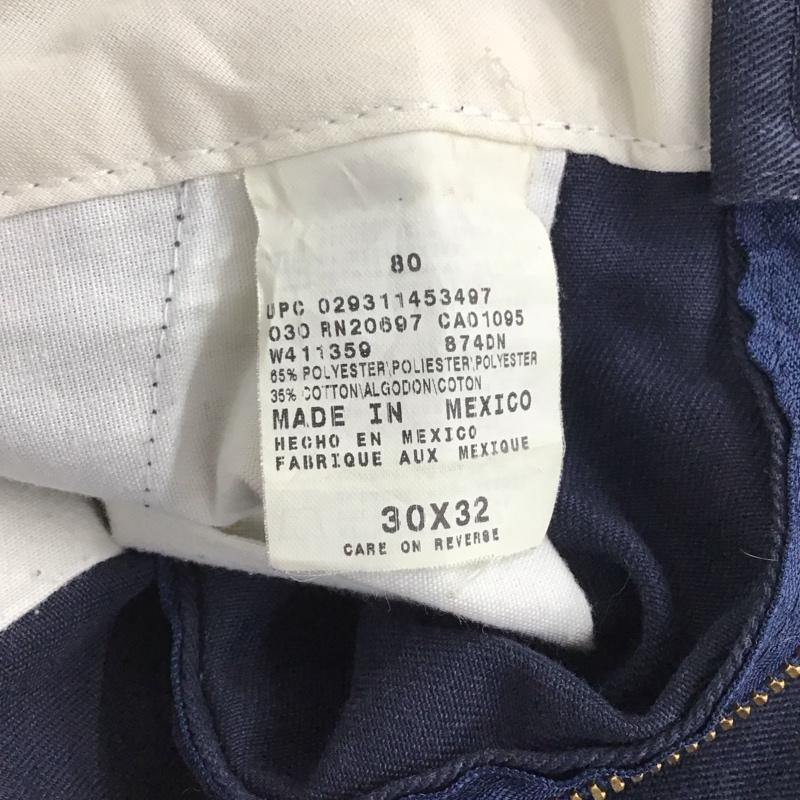 80
UPC 029311453497
030 RN20697 CA01095
W411359 874DN
65% POLYESTER\POLIESTER\POLYESTER
35% COTTON\ALGODON\COTON
MADE IN MEXICO
HECHO EN MEXICO
FABRIQUE AUX MEXIQUE
30X32
CARE ON REVERSE